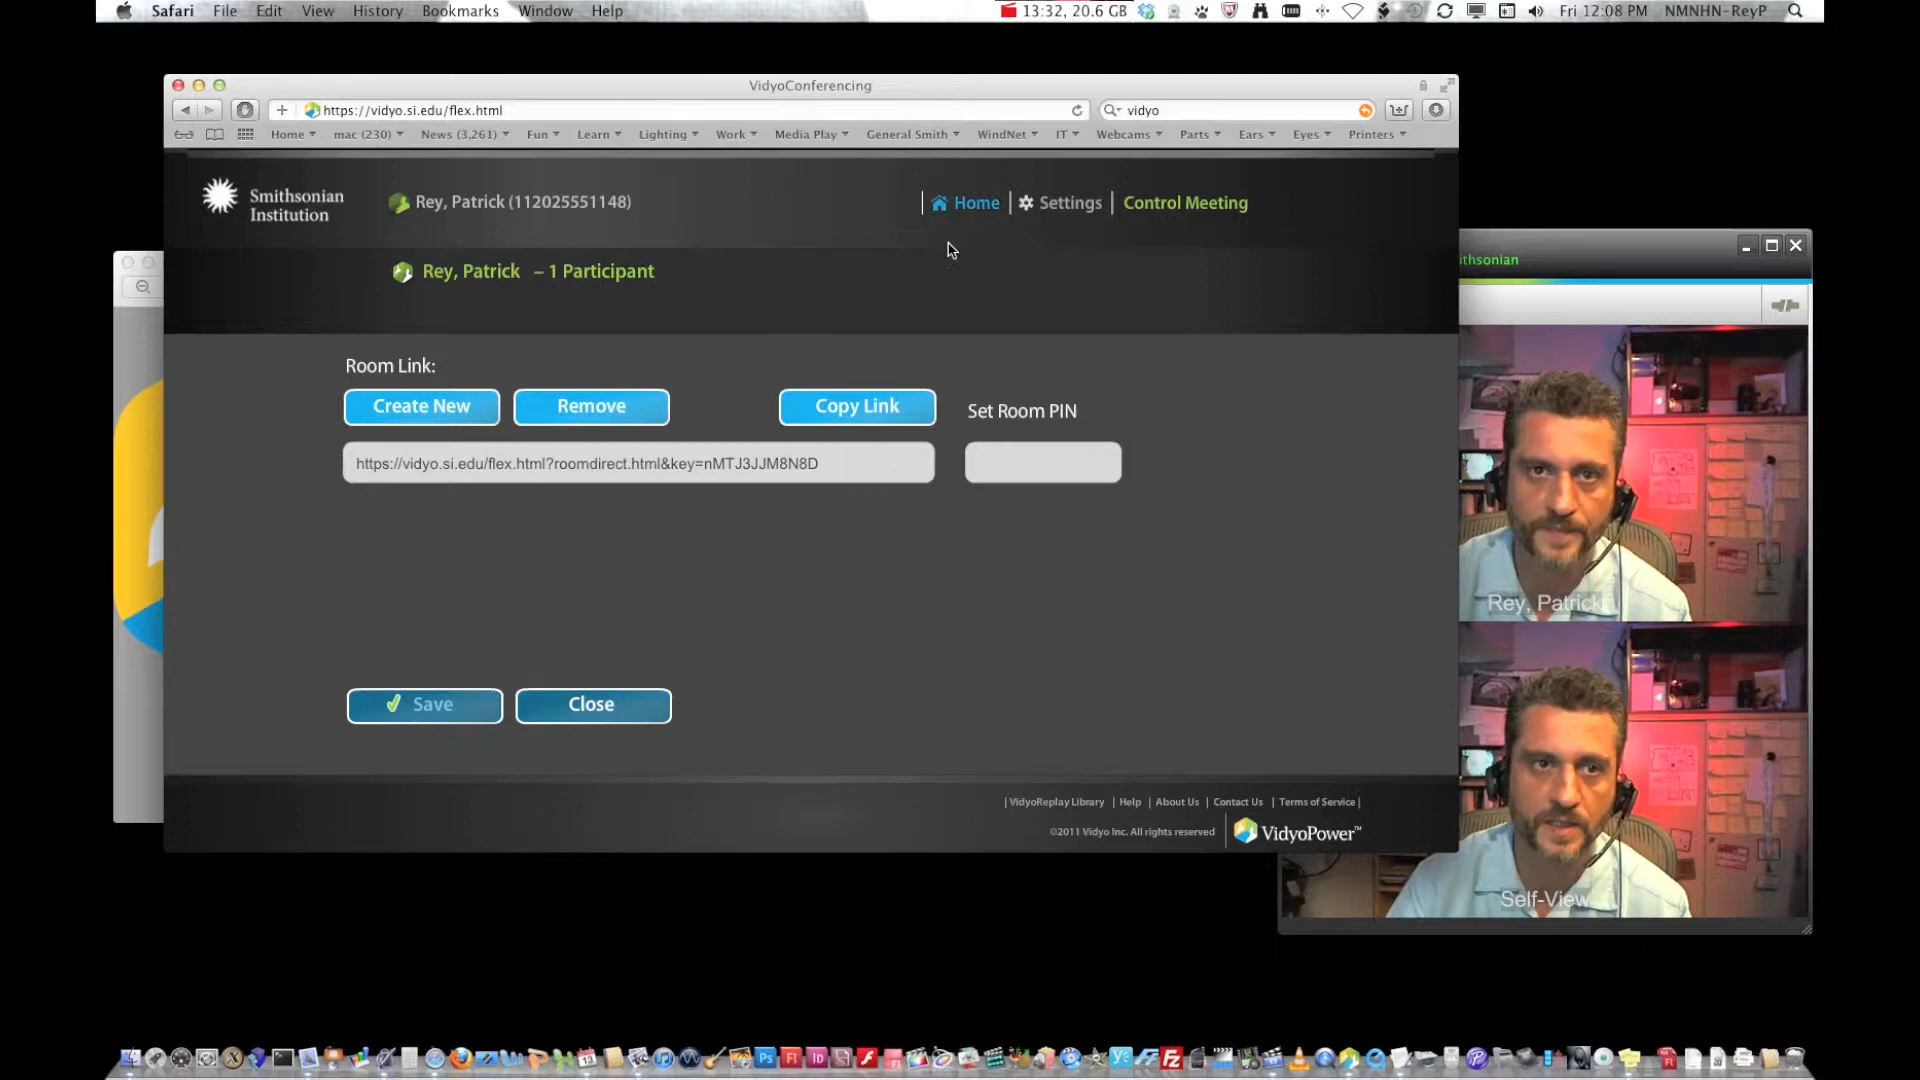 Safari File Edit View History Bookmarks Window Help 13:32, 20.6 GB Fri 12:08 PM NMNHN-ReyP
VidyoConferencing
https://vidyo.si.edu/flex.html vidyo
Home mac (230) News (3,261) Fun Learn Lighting Work Media Play General Smith WindNet IT Webcams Parts Ears Eyes Printers
Smithsonian
Institution
Rey, Patrick (112025551148)
Home Settings Control Meeting
Rey, Patrick – 1 Participant
ithsonian
Room Link:
Create New Remove Copy Link Set Room PIN
https://vidyo.si.edu/flex.html?roomdirect.html&key=nMTJ3JJM8N8D
Rey, Patrick
Save Close
VidyoReplay Library | Help | About Us | Contact Us | Terms of Service |
©2011 Vidyo Inc. All rights reserved VidyoPower™
Self-View
13 Ps Fl ID Fz